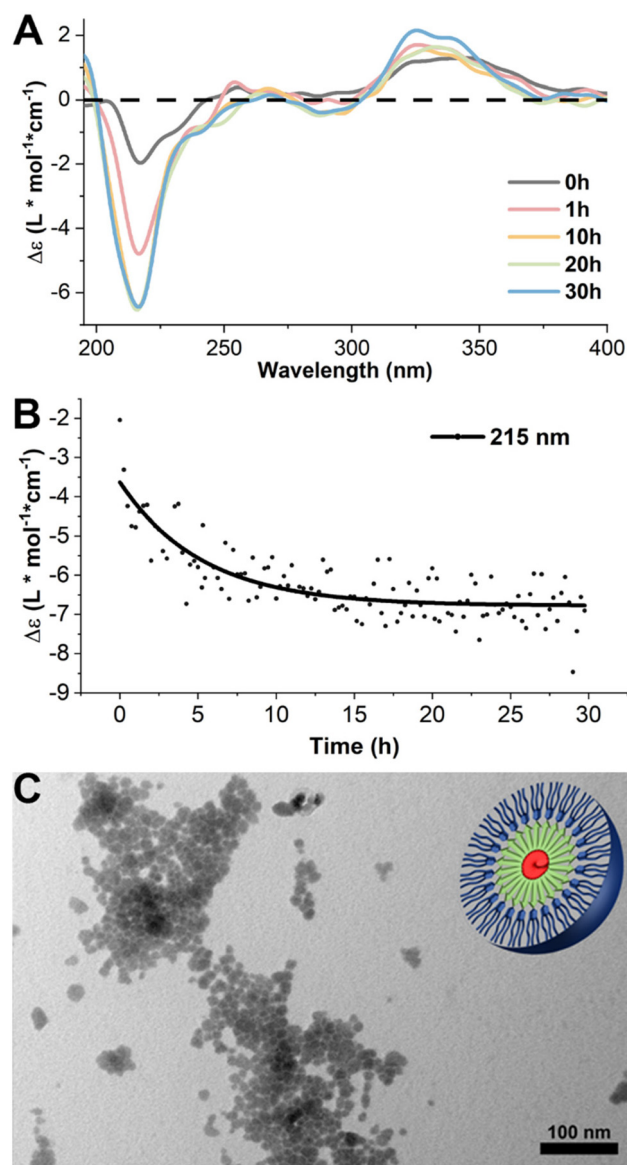 A
Δε (L * mol⁻¹*cm⁻¹)
2
0
-2
-4
-6
0h
1h
10h
20h
30h
200 250 300 350 400
Wavelength (nm)
B
Δε (L * mol⁻¹*cm⁻¹)
-2
-3
-4
-5
-6
-7
-8
-9
215 nm
0 5 10 15 20 25 30
Time (h)
C
100 nm